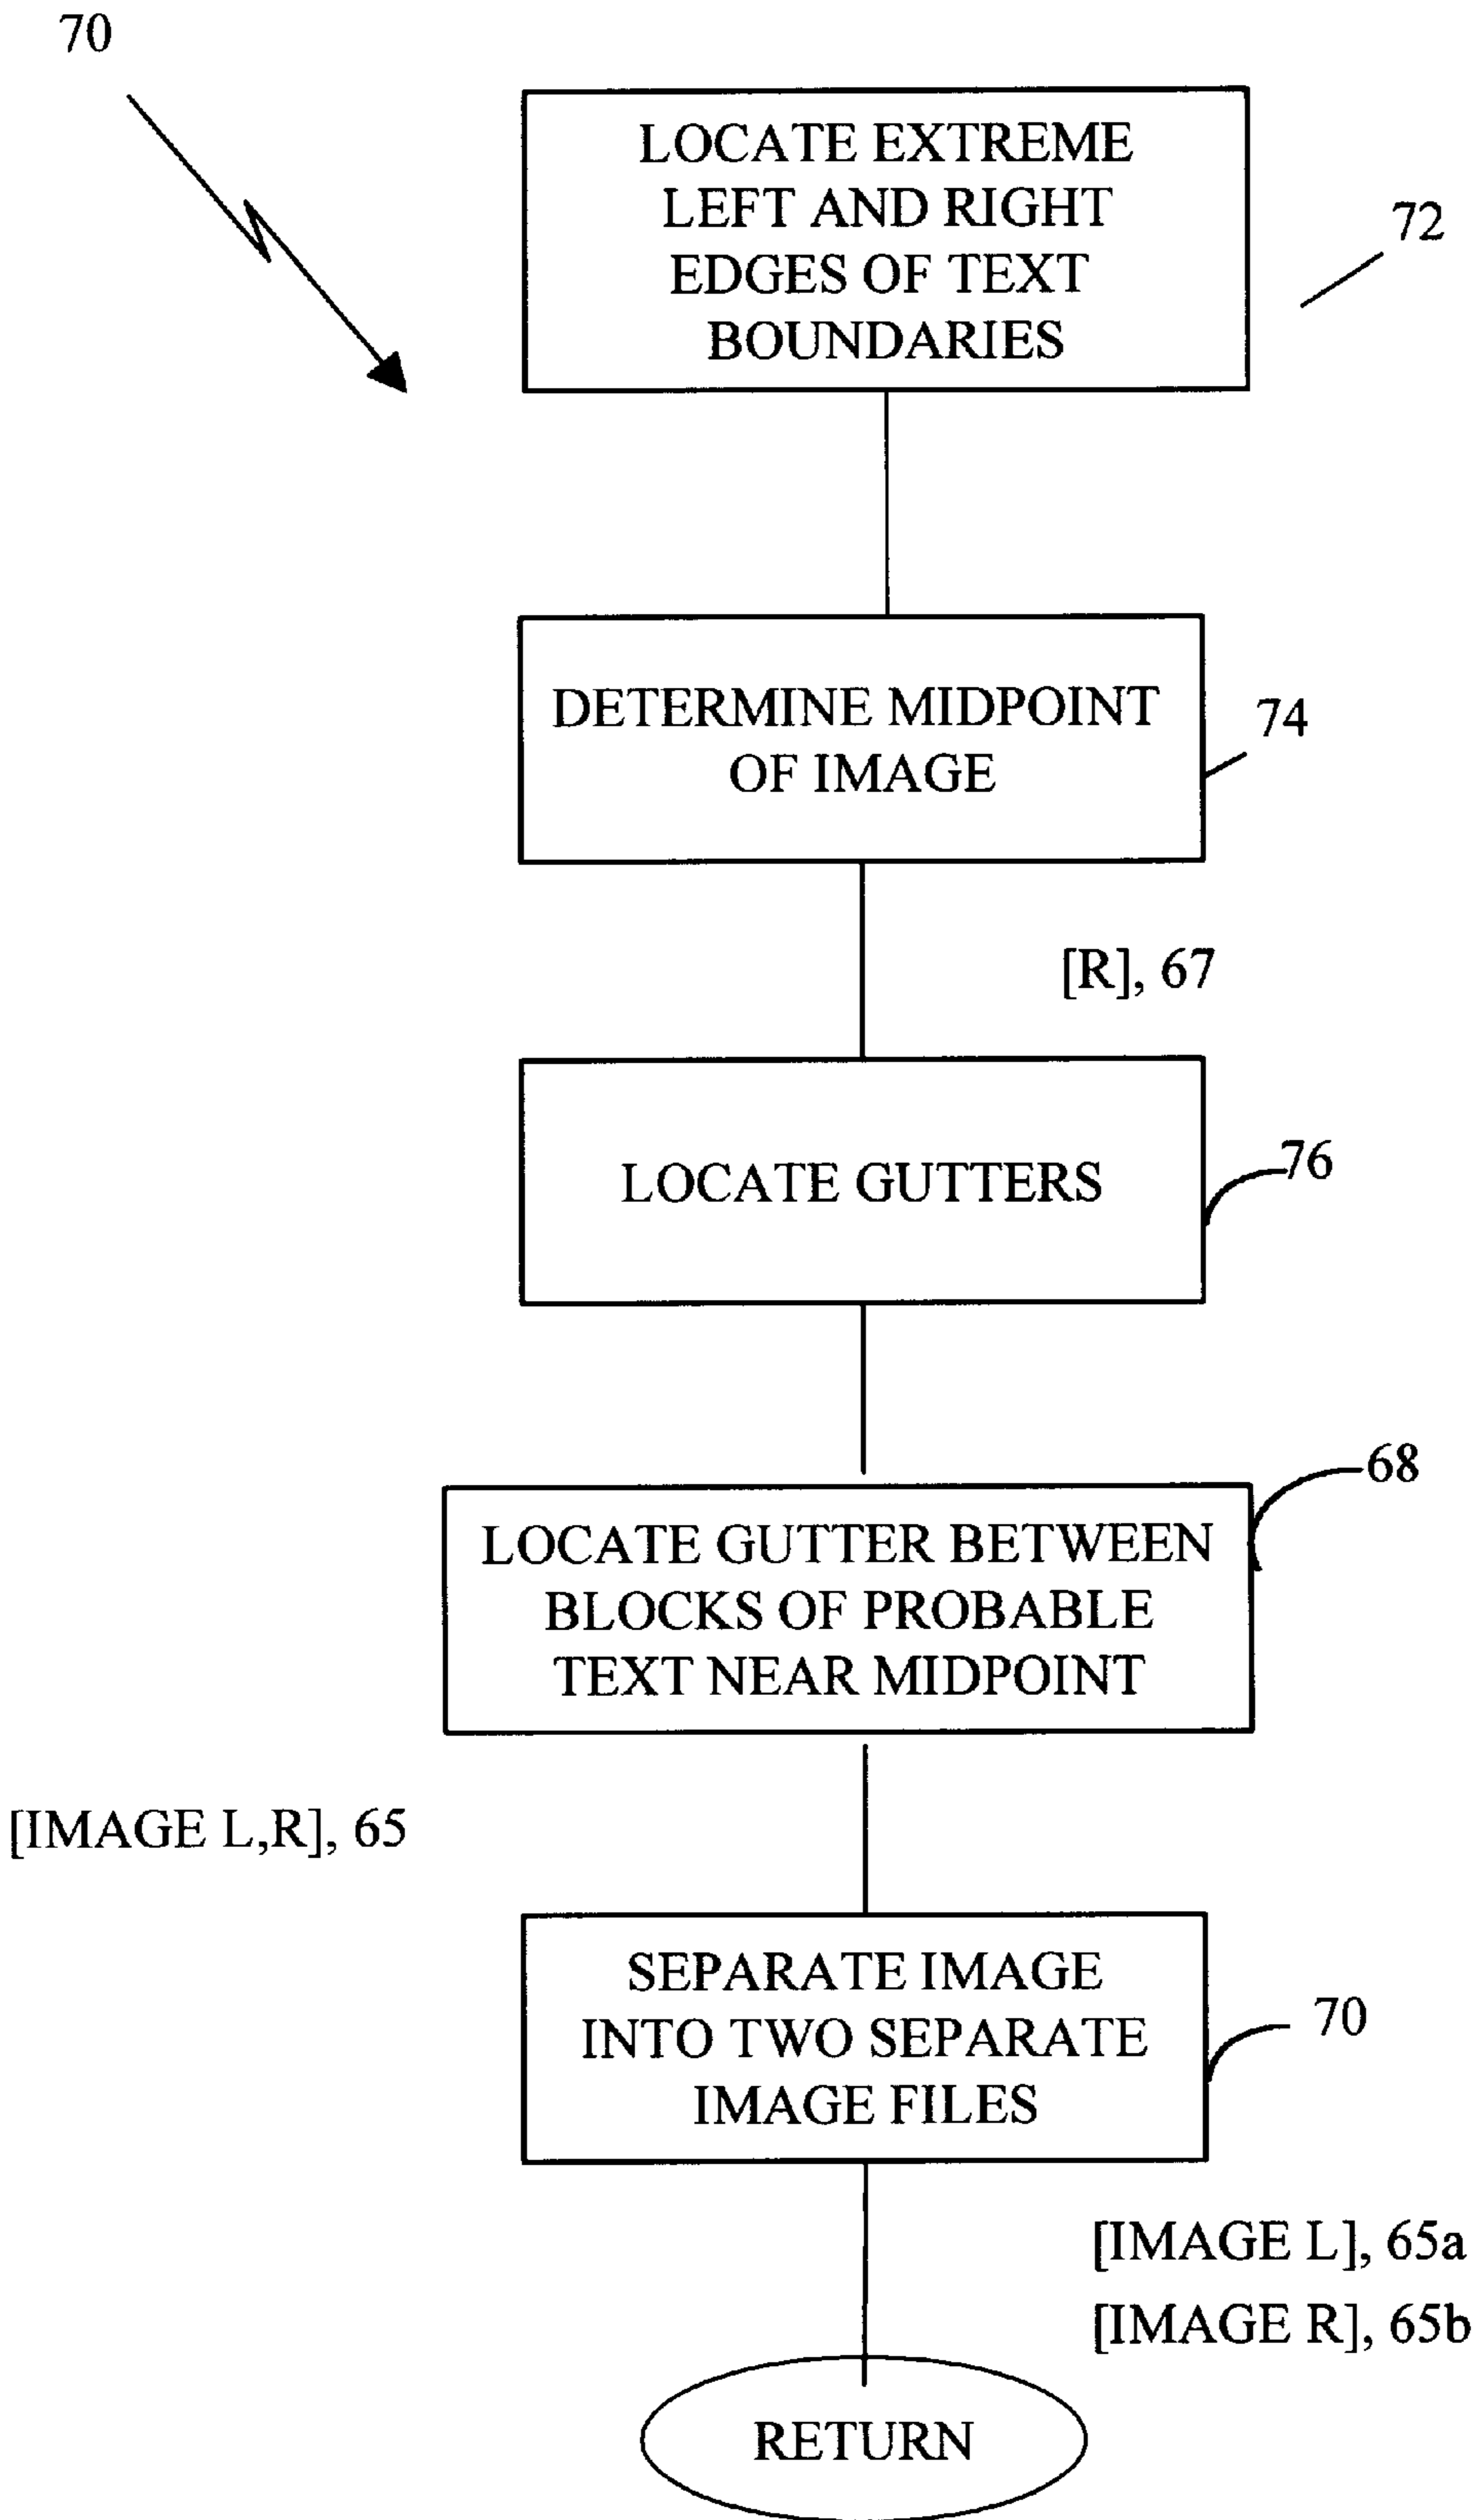 70
LOCATE EXTREME
LEFT AND RIGHT
EDGES OF TEXT
BOUNDARIES
72
DETERMINE MIDPOINT
OF IMAGE
74
[R], 67
LOCATE GUTTERS
76
LOCATE GUTTER BETWEEN
BLOCKS OF PROBABLE
TEXT NEAR MIDPOINT
68
[IMAGE L,R], 65
SEPARATE IMAGE
INTO TWO SEPARATE
IMAGE FILES
70
[IMAGE L], 65a
[IMAGE R], 65b
RETURN